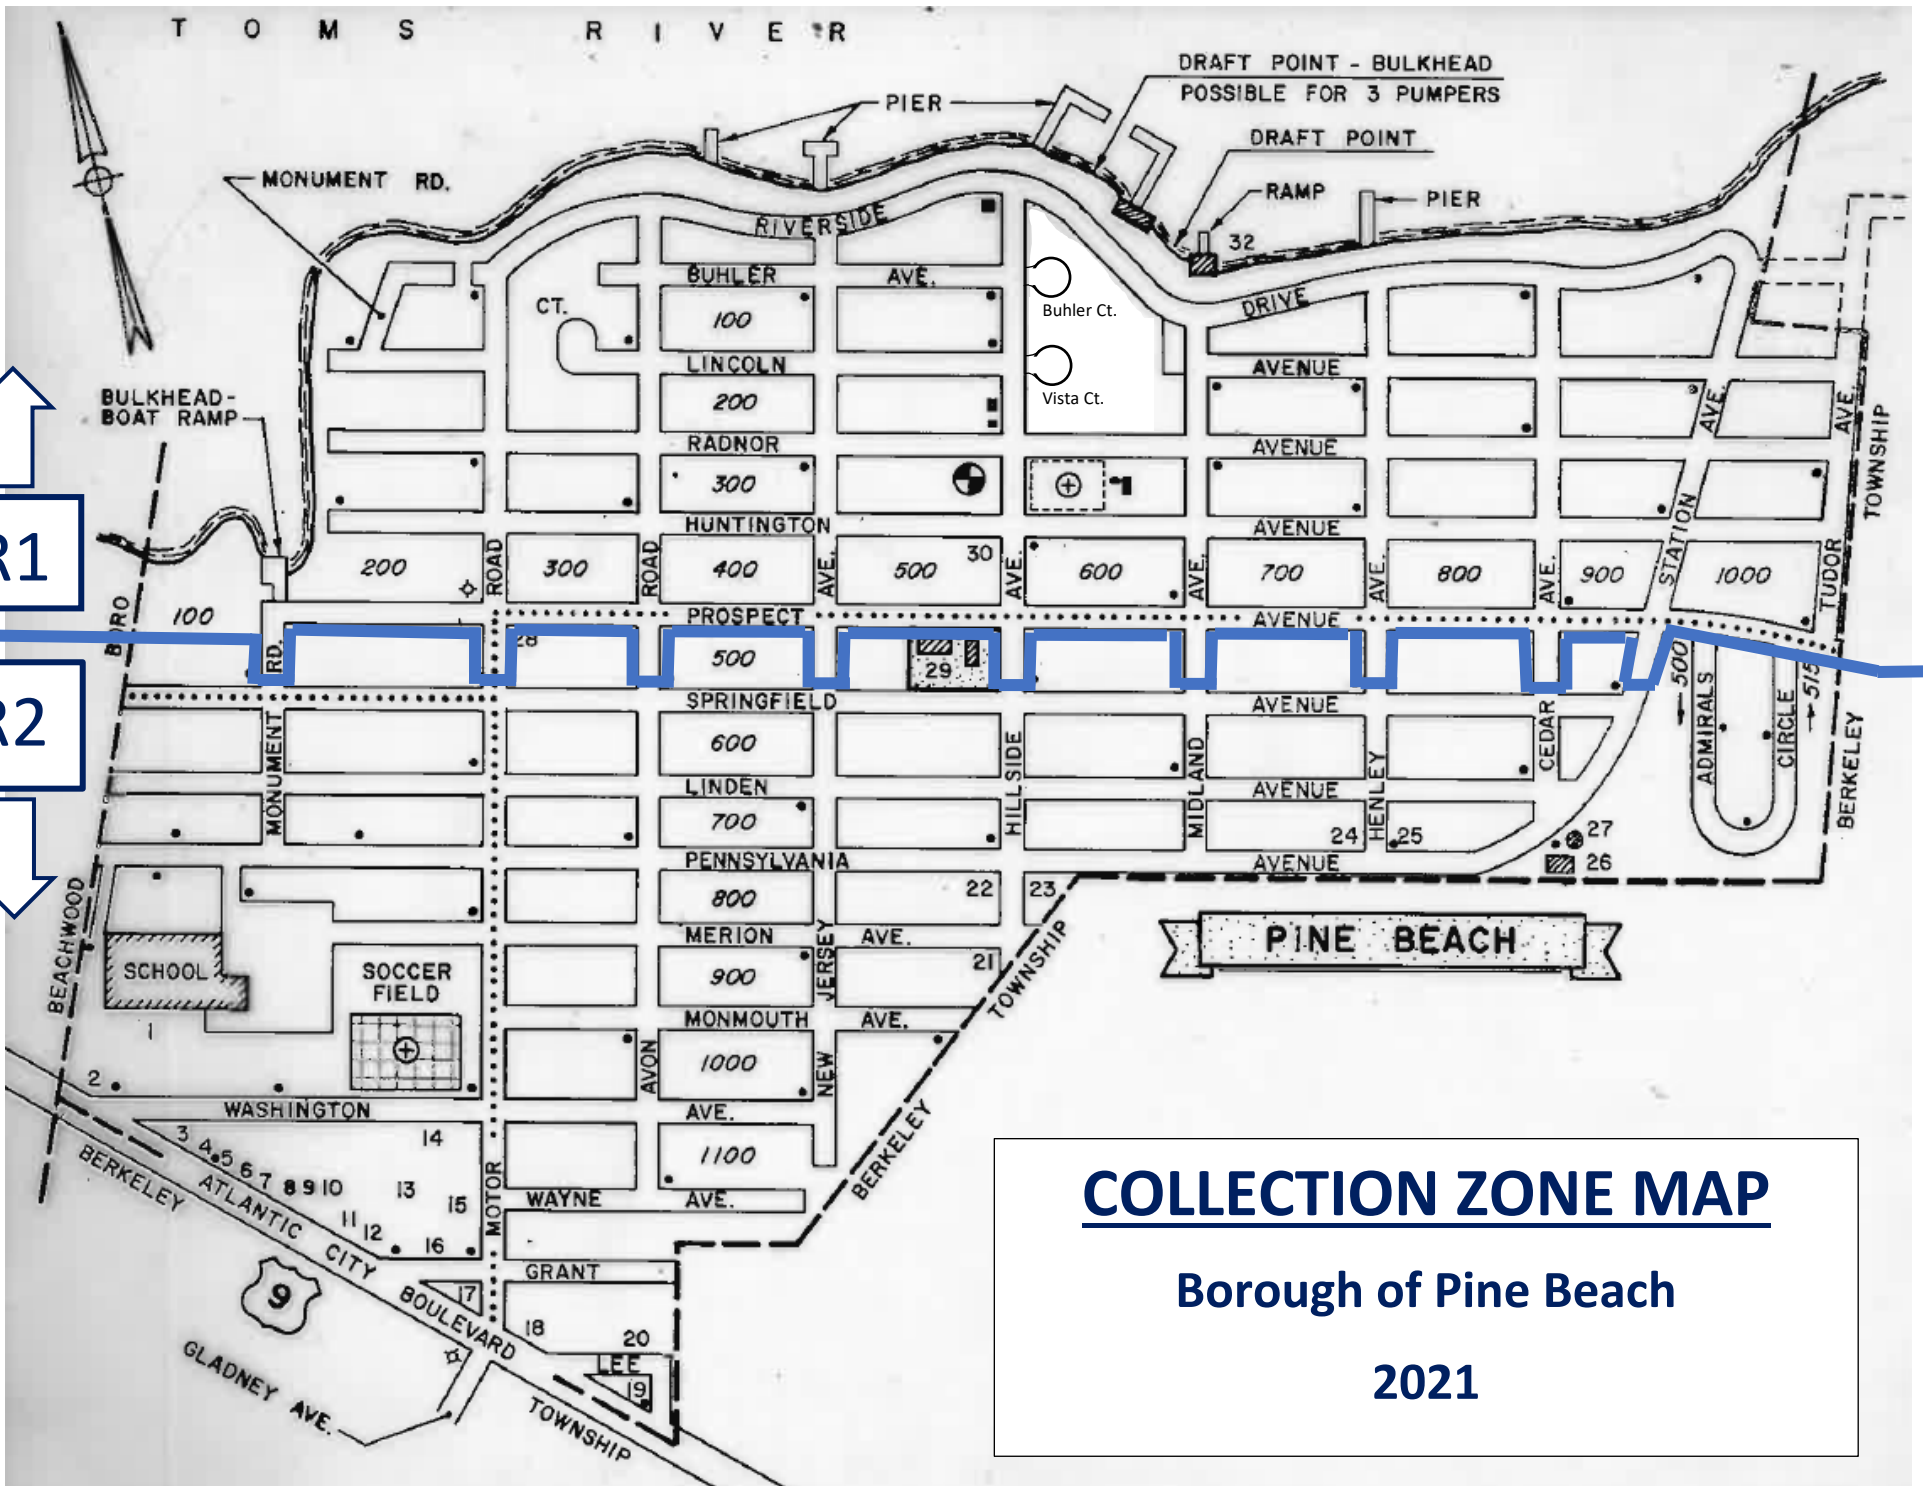 TOMS RIVER
DRAFT POINT - BULKHEAD
POSSIBLE FOR 3 PUMPERS
PIER
DRAFT POINT
MONUMENT RD.
RAMP
PIER
RIVERSIDE
32
BUHLER AVE.
DRIVE
CT.
100
Buhler Ct.
LINCOLN
AVENUE
BULKHEAD-
BOAT RAMP
200
Vista Ct.
AVE.
AVE.
RADNOR
AVENUE
TOWNSHIP
300
HUNTINGTON
AVENUE
STATION
R1
ROAD
ROAD
AVE.
30
AVE.
AVE.
AVE.
AVE.
200
300
400
500
600
700
800
900
1000
TUDOR
BORO
100
PROSPECT
AVENUE
28
RD.
500
29
500
515
R2
SPRINGFIELD
AVENUE
ADMIRALS
CIRCLE
BERKELEY
MONUMENT
600
HILLSIDE
MIDLAND
HENLEY
CEDAR
LINDEN
AVENUE
700
24
25
27
PENNSYLVANIA
AVENUE
26
800
22
23
BEACHWOOD
MERION AVE.
PINE BEACH
SCHOOL
SOCCER
FIELD
900
NEW JERSEY
21
TOWNSHIP
MONMOUTH AVE.
1
AVON
1000
2
WASHINGTON
AVE.
BERKELEY
3
4
5
6
7
8
9
10
11
12
13
14
15
16
1100
BERKELEY
ATLANTIC CITY BOULEVARD
MOTOR
WAYNE AVE.
COLLECTION ZONE MAP
Borough of Pine Beach
2021
9
GRANT
17
18
20
LEE
19
GLADNEY AVE.
TOWNSHIP